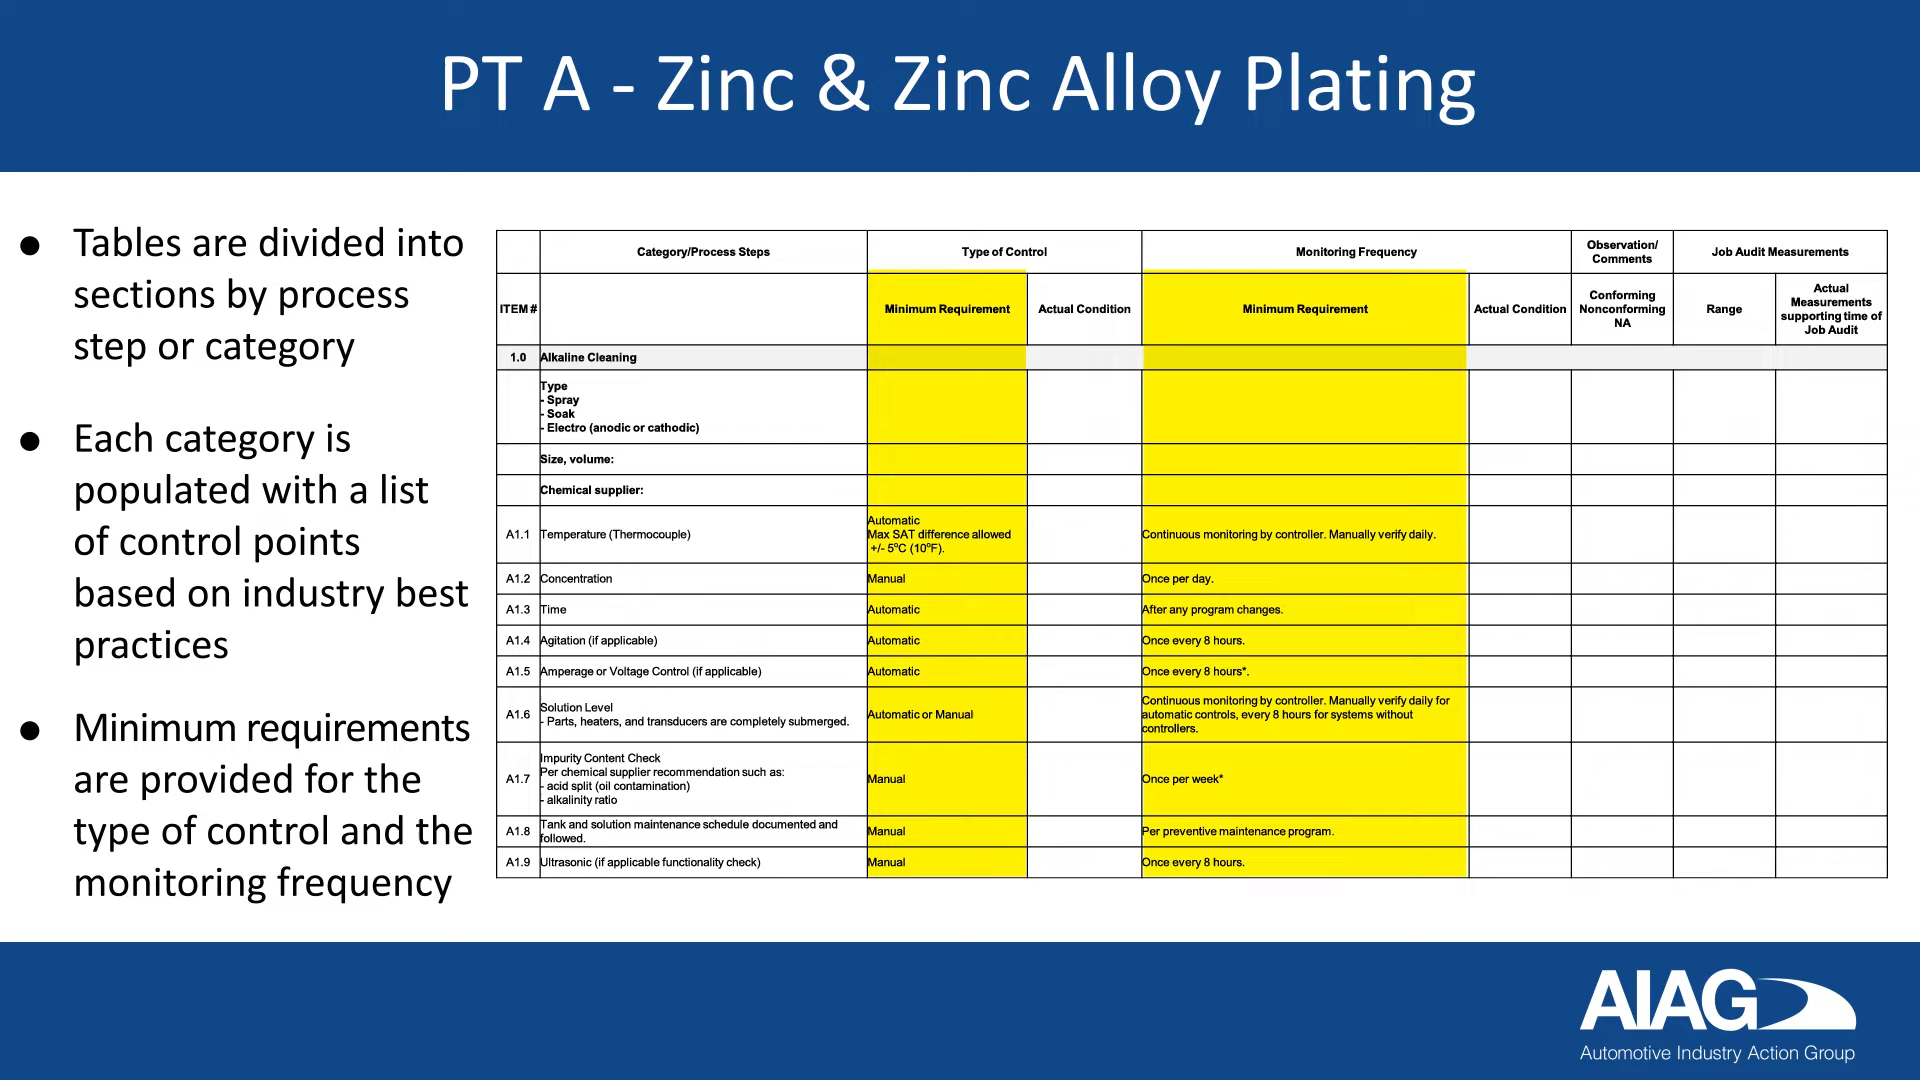 PT A - Zinc & Zinc Alloy Plating
● Tables are divided into
sections by process
step or category
● Each category is
populated with a list
of control points
based on industry best
practices
● Minimum requirements
are provided for the
type of control and the
monitoring frequency
Category/Process Steps
Type of Control
Monitoring Frequency
Observation/
Comments
Job Audit Measurements
ITEM #
Minimum Requirement
Actual Condition
Minimum Requirement
Actual Condition
Conforming
Nonconforming
NA
Range
Actual
Measurements
supporting time of
Job Audit
1.0 Alkaline Cleaning
Type
- Spray
- Soak
- Electro (anodic or cathodic)
Size, volume:
Chemical supplier:
A1.1 Temperature (Thermocouple)
Automatic
Max SAT difference allowed
+/- 5ºC (10ºF).
Continuous monitoring by controller. Manually verify daily.
A1.2 Concentration Manual Once per day.
A1.3 Time Automatic After any program changes.
A1.4 Agitation (if applicable) Automatic Once every 8 hours.
A1.5 Amperage or Voltage Control (if applicable) Automatic Once every 8 hours*.
A1.6
Solution Level
- Parts, heaters, and transducers are completely submerged.
Automatic or Manual
Continuous monitoring by controller. Manually verify daily for
automatic controls, every 8 hours for systems without
controllers.
A1.7
Impurity Content Check
Per chemical supplier recommendation such as:
- acid split (oil contamination)
- alkalinity ratio
Manual
Once per week*
A1.8
Tank and solution maintenance schedule documented and
followed.
Manual
Per preventive maintenance program.
A1.9 Ultrasonic (if applicable functionality check) Manual Once every 8 hours.
AIAG
Automotive Industry Action Group